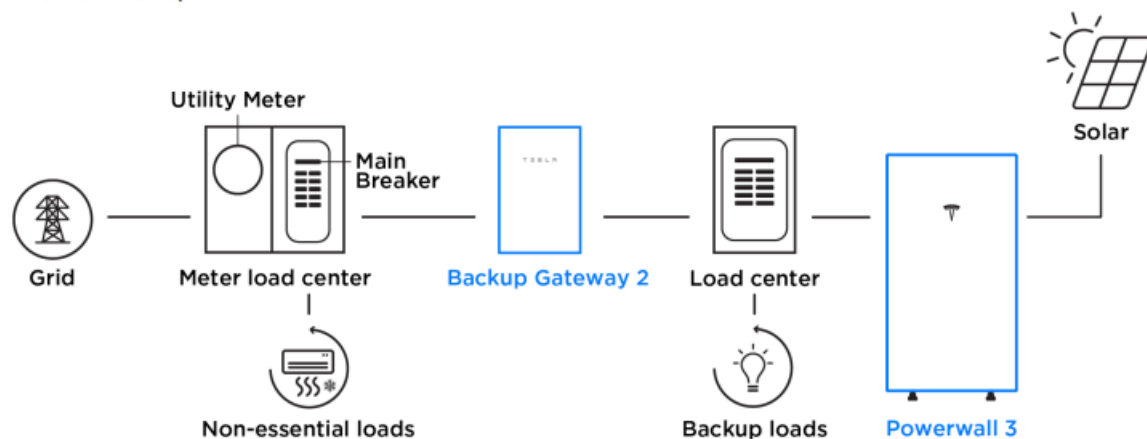 Utility Meter
Main
Breaker
TESLA
Solar
Grid
Meter load center
Backup Gateway 2
Load center
Non-essential loads
Backup loads
Powerwall 3